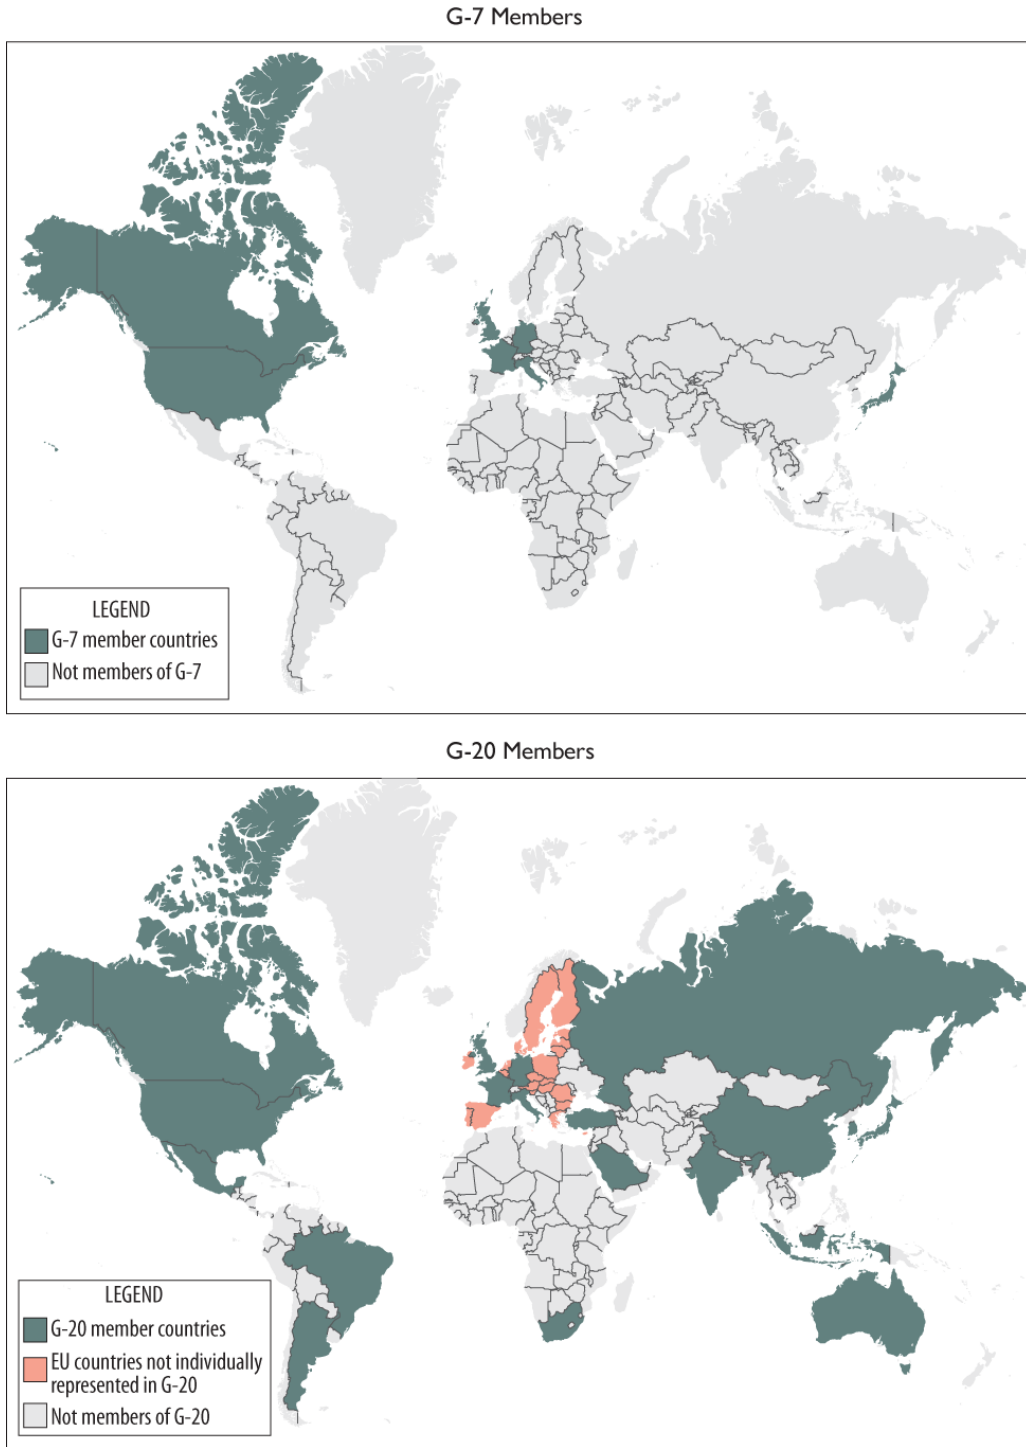 G-7 Members
LEGEND
G-7 member countries
Not members of G-7
G-20 Members
LEGEND
G-20 member countries
EU countries not individually
represented in G-20
Not members of G-20